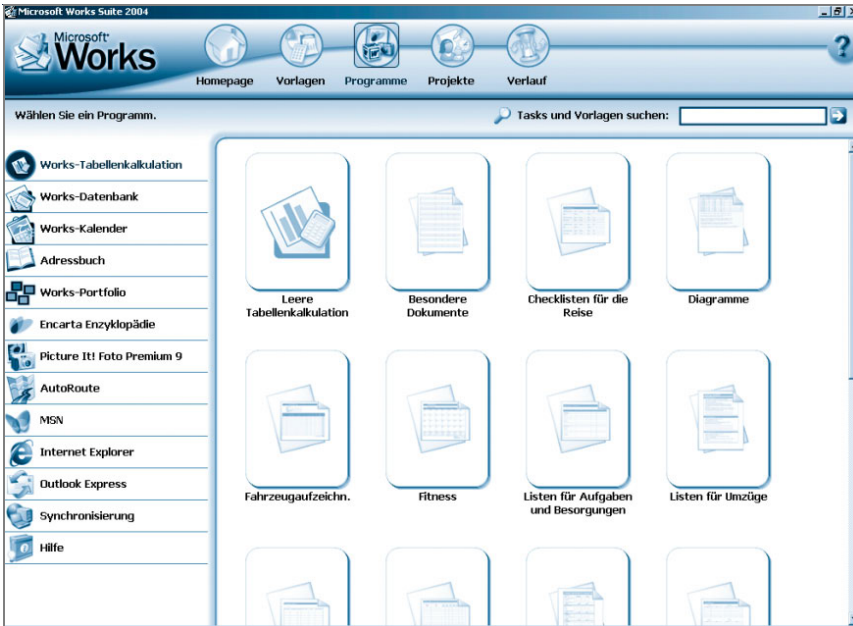 Microsoft Works Suite 2004
Microsoft
Works
Homepage
Vorlagen
Programme
Projekte
Verlauf
?
Wählen Sie ein Programm.
Tasks und Vorlagen suchen:
Works-Tabellenkalkulation
Works-Datenbank
Works-Kalender
Adressbuch
Works-Portfolio
Encarta Enzyklopädie
Picture It! Foto Premium 9
AutoRoute
MSN
Internet Explorer
Outlook Express
Synchronisierung
Hilfe
Leere
Tabellenkalkulation
Besondere
Dokumente
Checklisten für die
Reise
Diagramme
Fahrzeugaufzeichn.
Fitness
Listen für Aufgaben
und Besorgungen
Listen für Umzüge